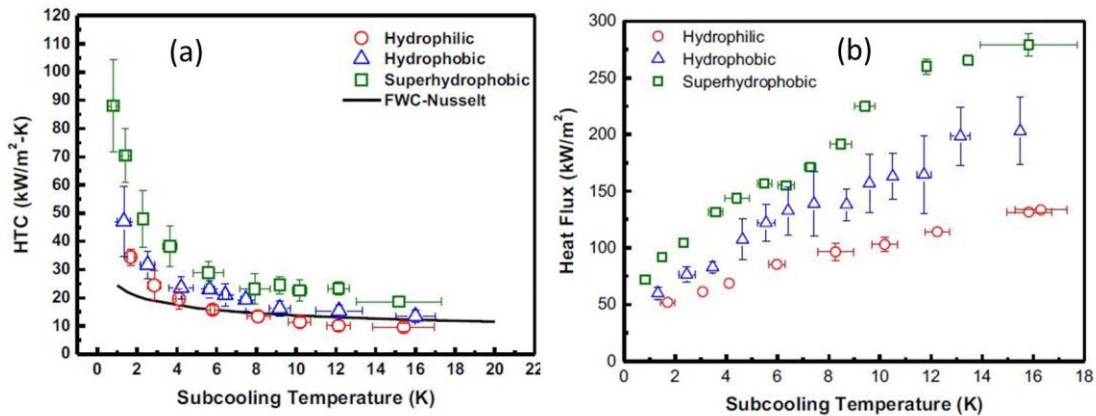 120
110
100
90
80
70
60
50
40
30
20
10
0
HTC (kW/m²-K)
(a)
Hydrophilic
Hydrophobic
Superhydrophobic
FWC-Nusselt
0 2 4 6 8 10 12 14 16 18 20 22
Subcooling Temperature (K)
300
250
200
150
100
50
0
Heat Flux (kW/m²)
(b)
Hydrophilic
Hydrophobic
Superhydrophobic
0 2 4 6 8 10 12 14 16 18
Subcooling Temperature (K)